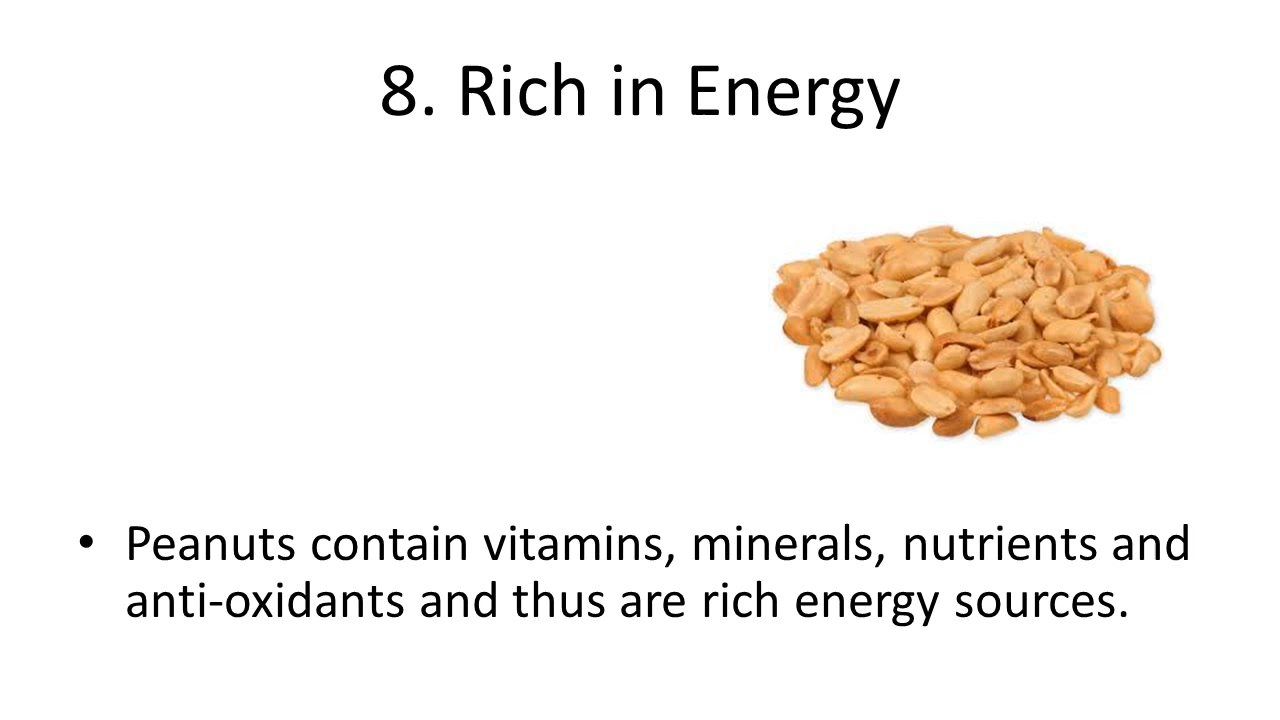 8. Rich in Energy
• Peanuts contain vitamins, minerals, nutrients and
anti-oxidants and thus are rich energy sources.